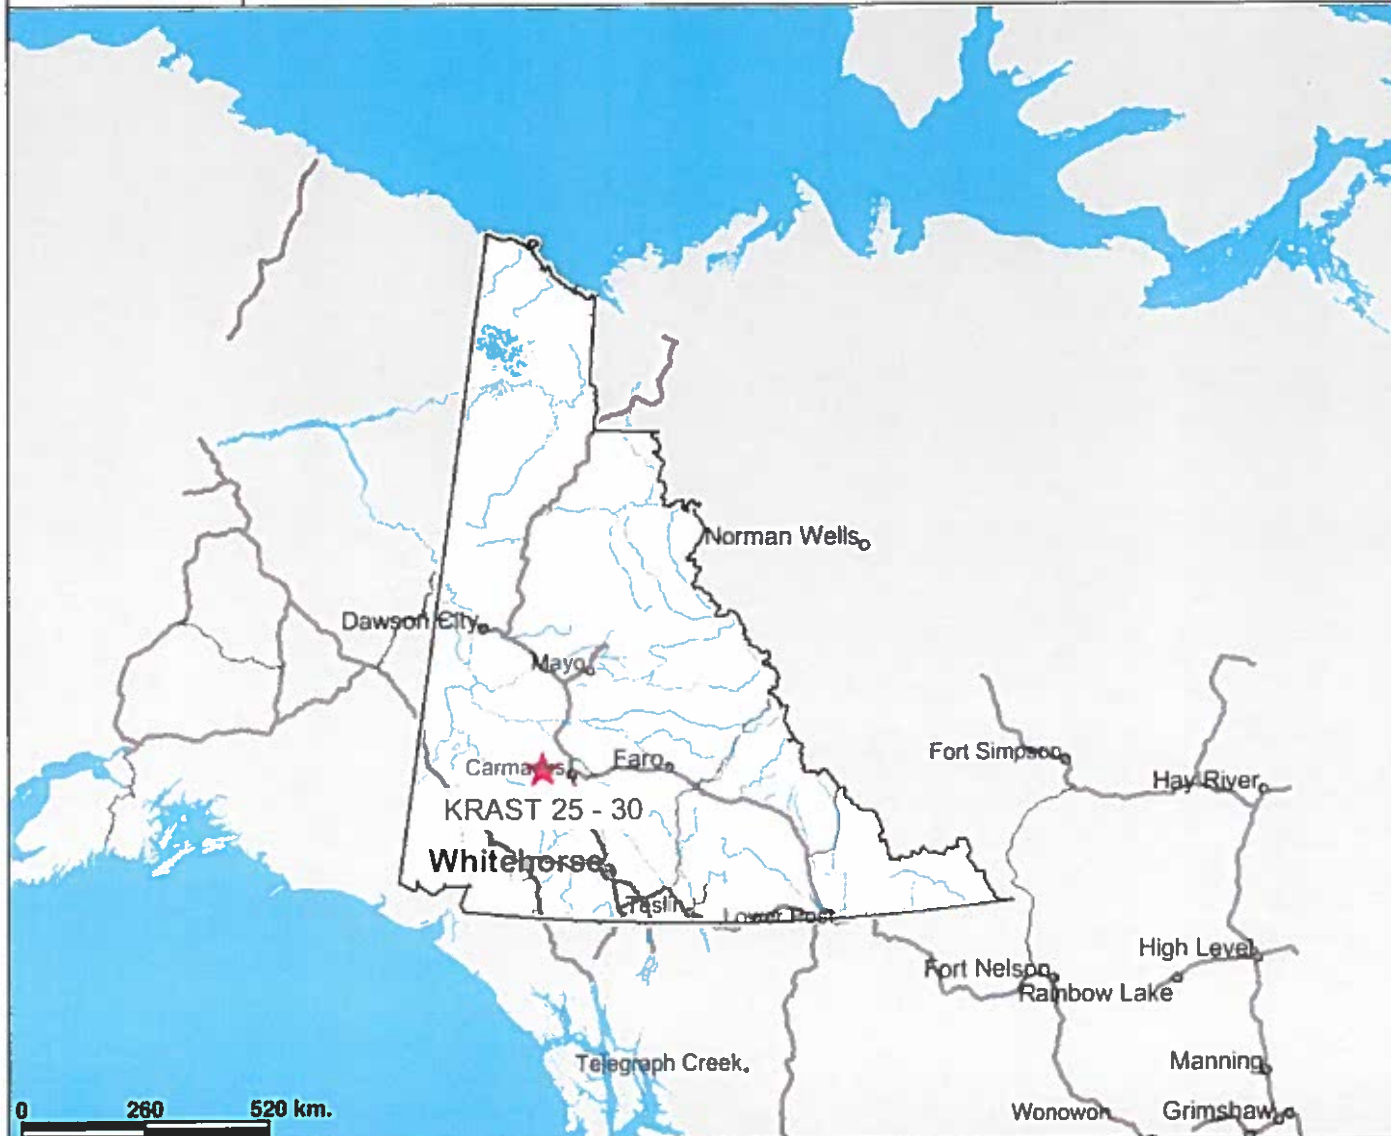 Norman Wells
Dawson City
Mayo
Fort Simpson
Faro
Hay River
KRAST 25 - 30
Whitehorse
Teslin
Lower Post
High Level
Fort Nelson
Rainbow Lake
Telegraph Creek
Manning
0 260 520 km.
Wonowon
Grimshaw